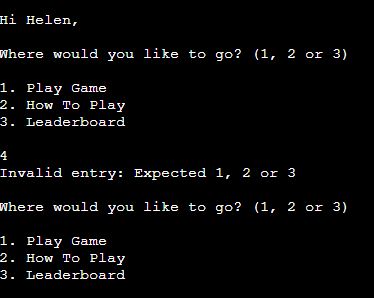 Hi Helen,
Where would you like to go? (1, 2 or 3)
1. Play Game
2. How To Play
3. Leaderboard
4
Invalid entry: Expected 1, 2 or 3
Where would you like to go? (1, 2 or 3)
1. Play Game
2. How To Play
3. Leaderboard